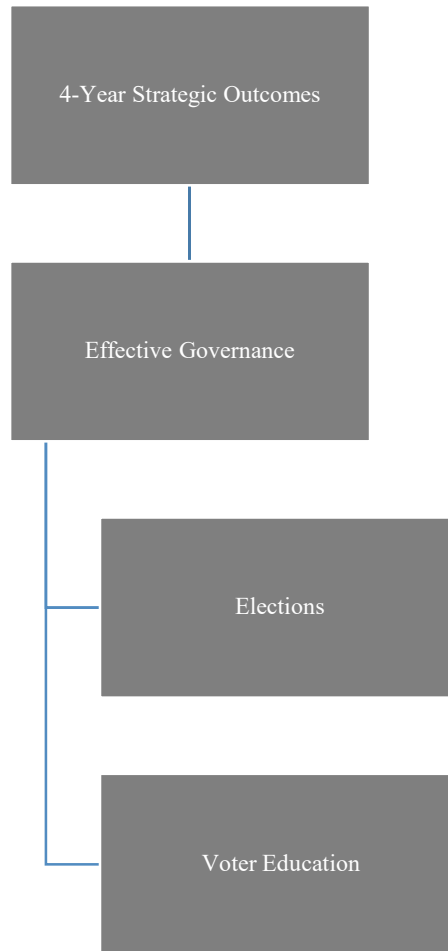 4-Year Strategic Outcomes
Effective Governance
Elections
Voter Education